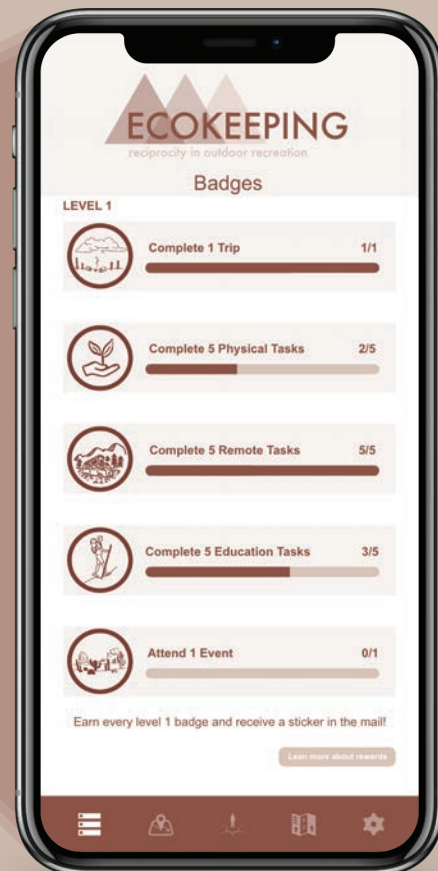 ECOKEEPING
reciprocity in outdoor recreation
Badges
LEVEL 1
Complete 1 Trip 1/1
Complete 5 Physical Tasks 2/5
Complete 5 Remote Tasks 5/5
Complete 5 Education Tasks 3/5
Attend 1 Event 0/1
Earn every level 1 badge and receive a sticker in the mail!
Learn more about rewards